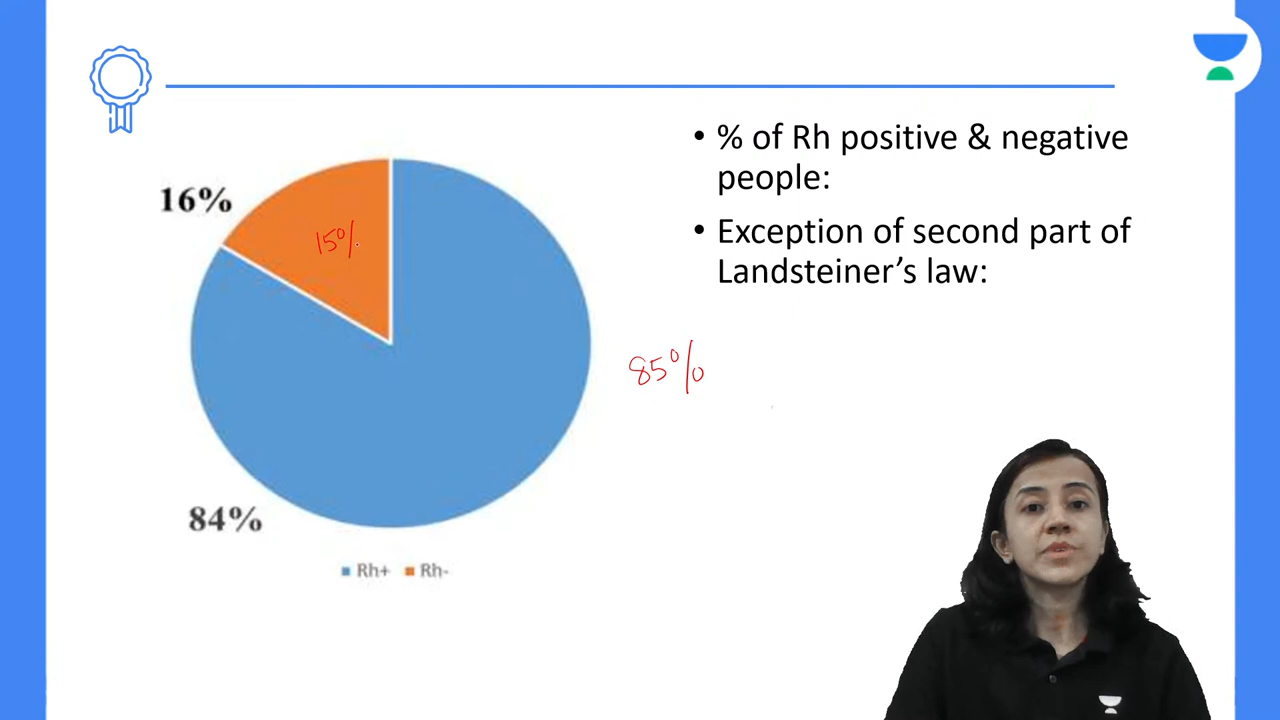 • % of Rh positive & negative
people:
• Exception of second part of
Landsteiner’s law:
16%
15%
85%
84%
Rh+ Rh-